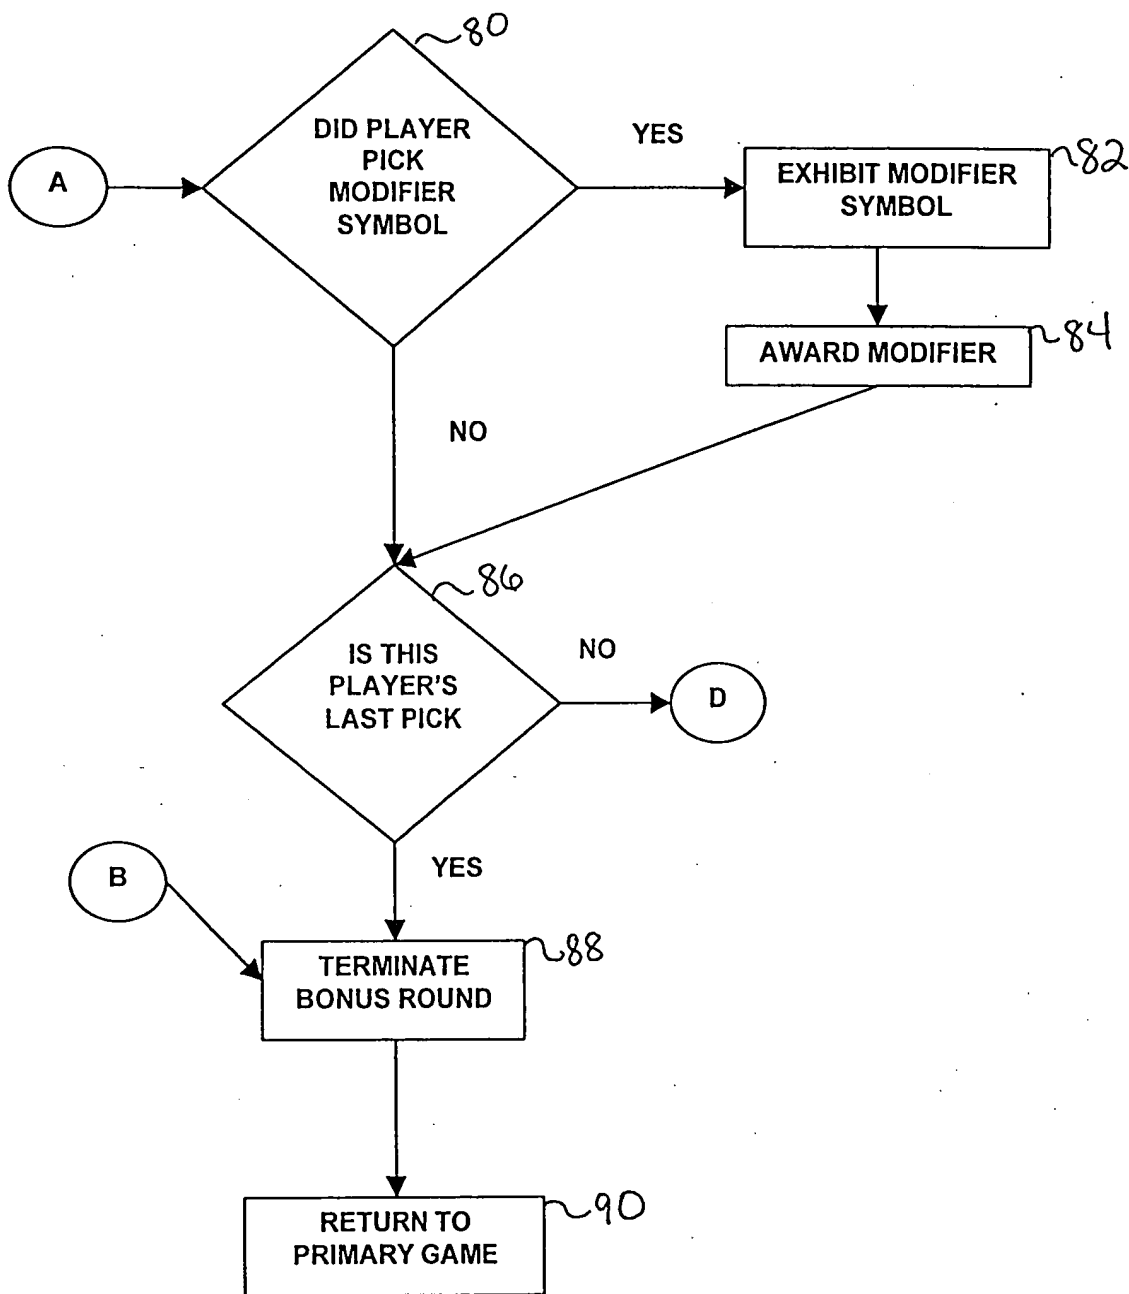 80
DID PLAYER
PICK
MODIFIER
SYMBOL
YES
A
82
EXHIBIT MODIFIER
SYMBOL
84
AWARD MODIFIER
NO
86
IS THIS
PLAYER'S
LAST PICK
NO
D
YES
B
88
TERMINATE
BONUS ROUND
90
RETURN TO
PRIMARY GAME